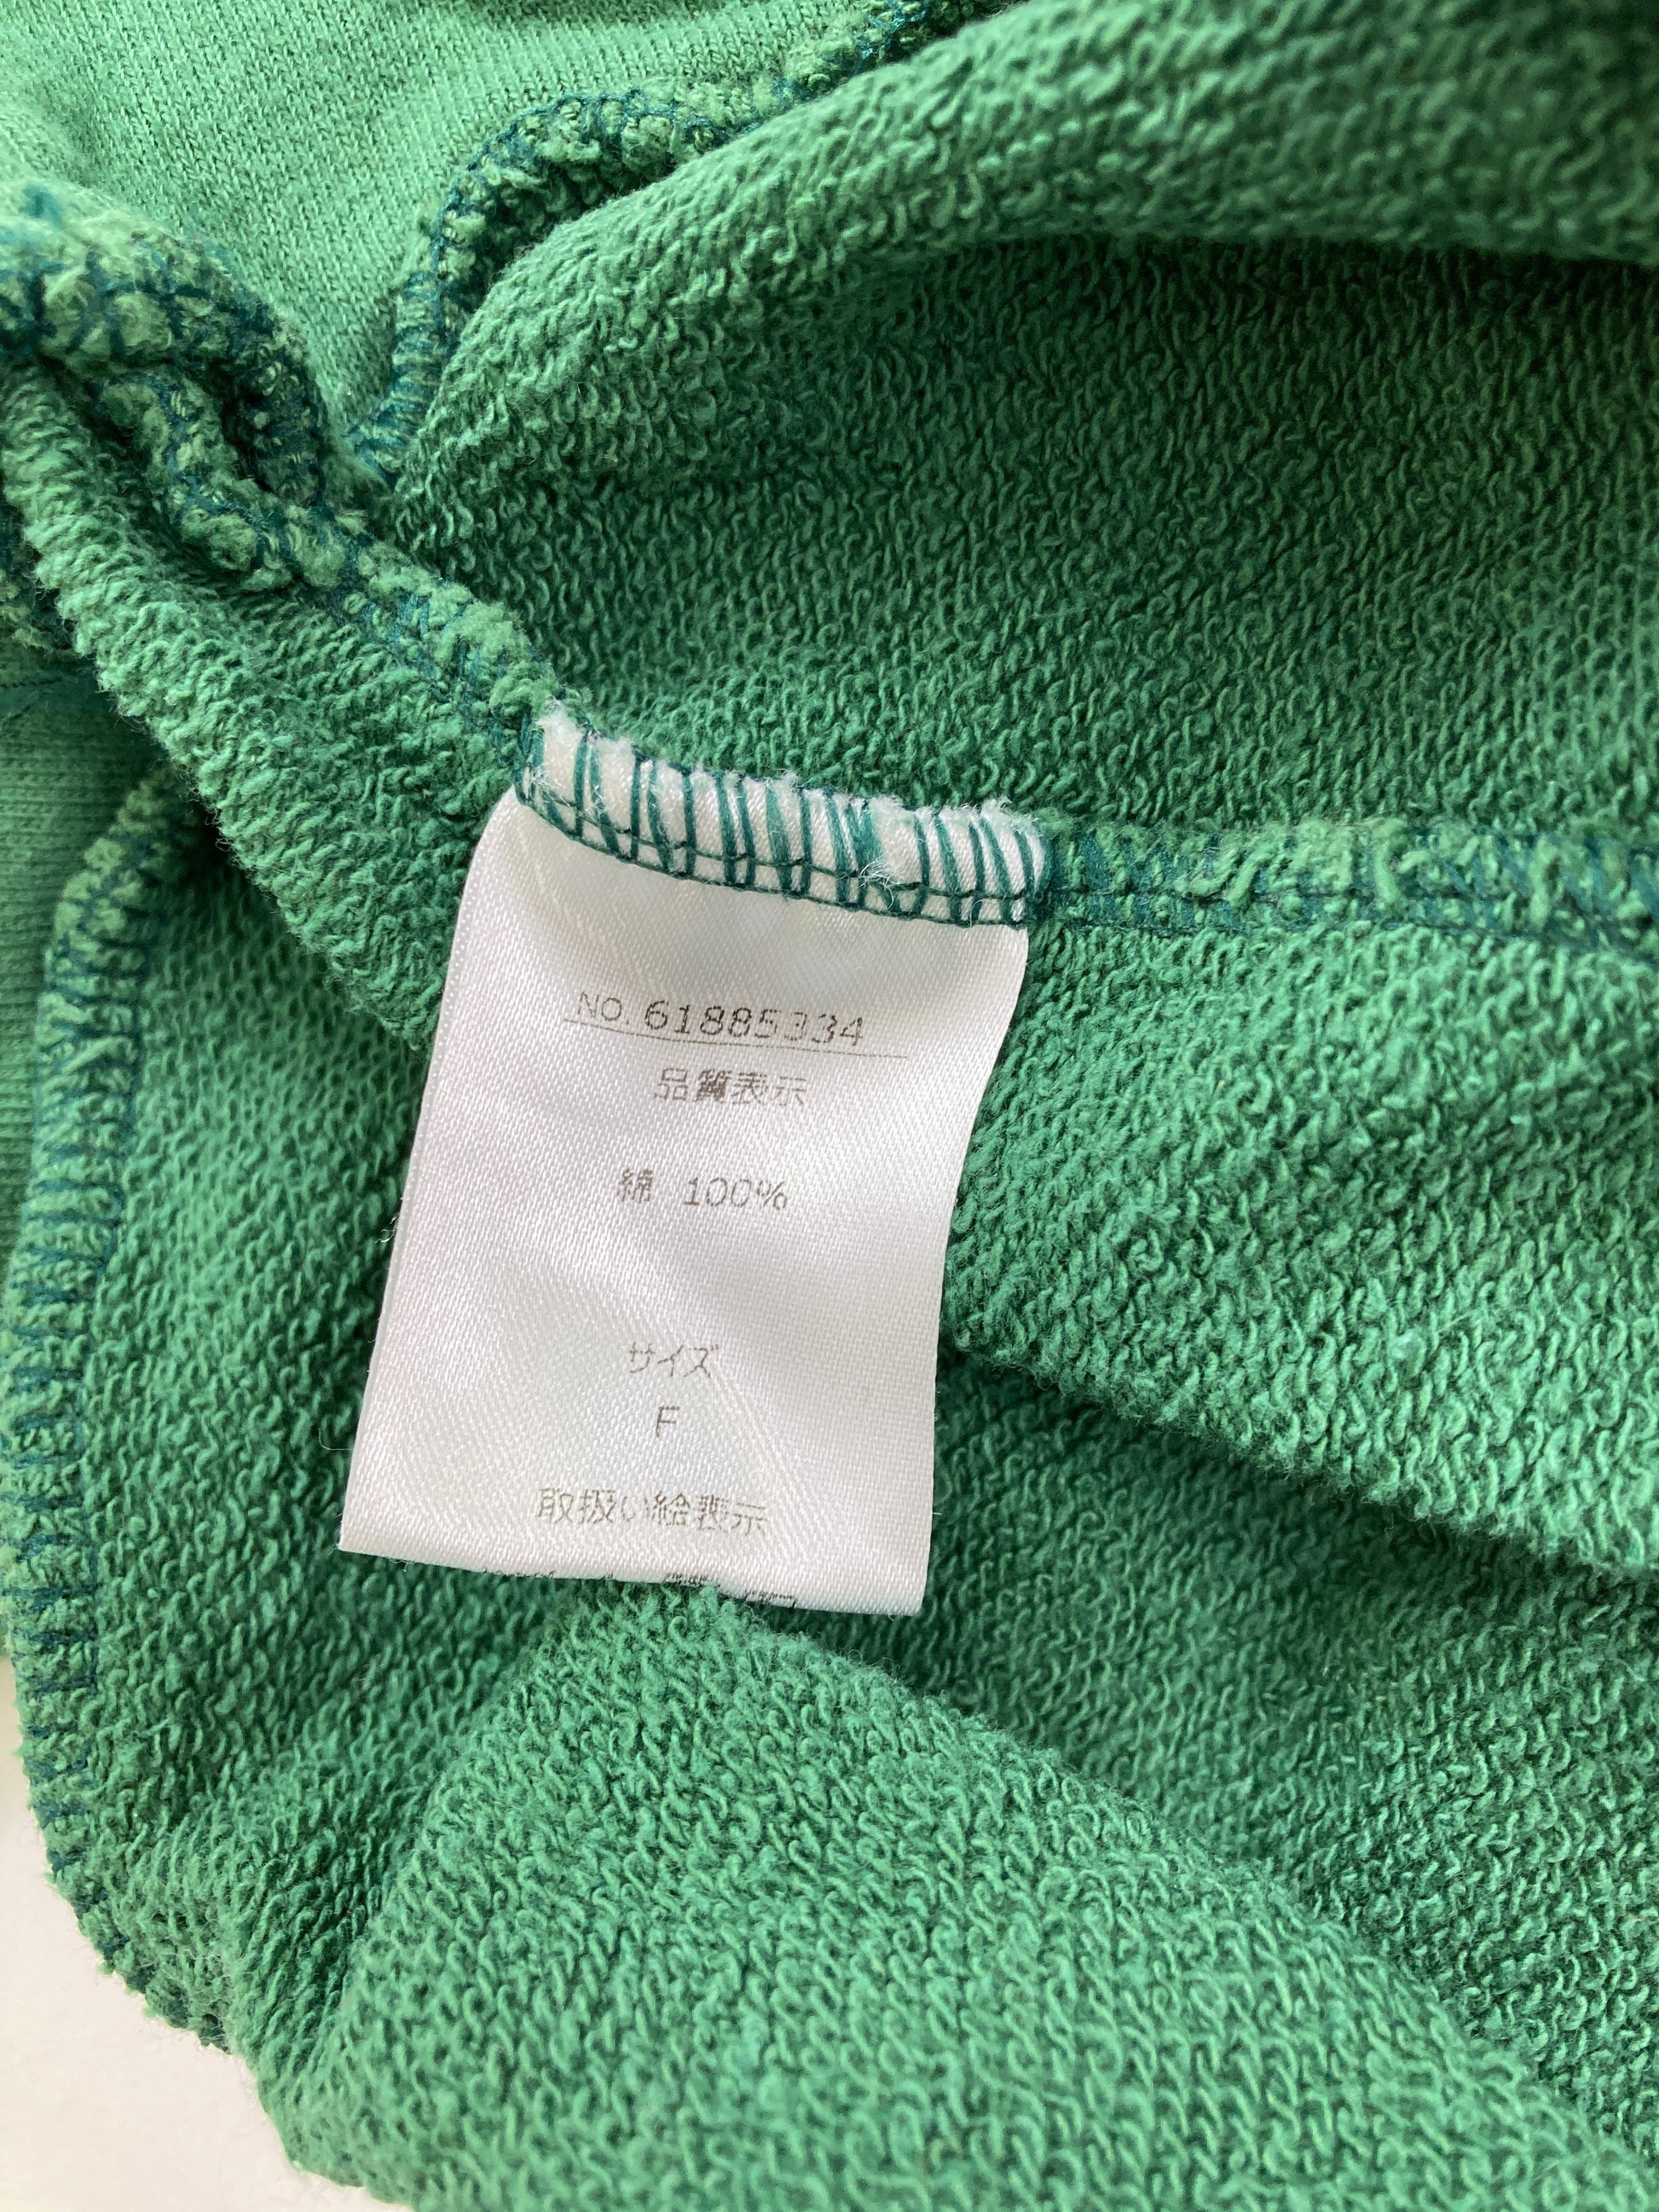 NO.61885334
品質表示
綿 100%
サイズ
F
取扱い絵表示